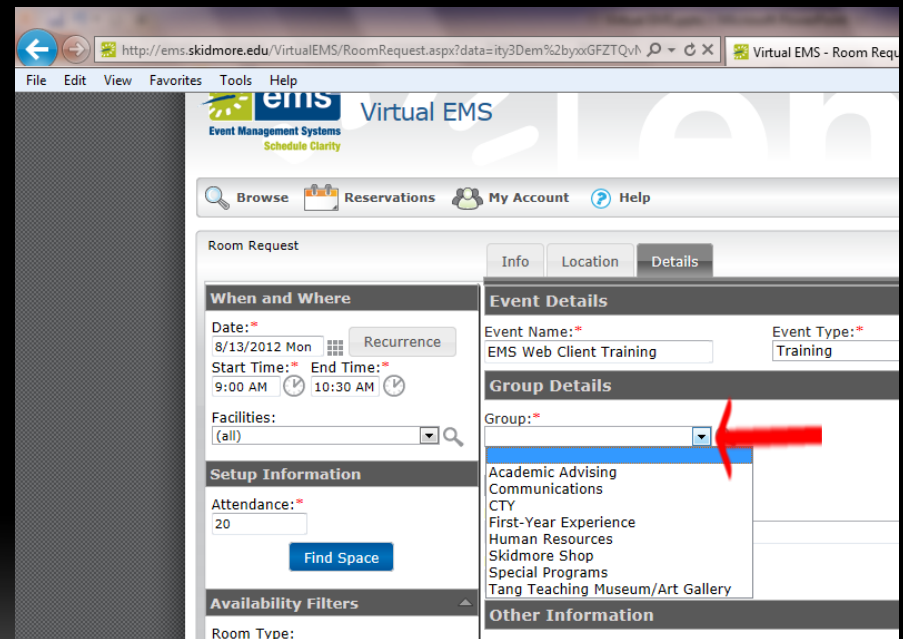 http://ems.skidmore.edu/VirtualEMS/RoomRequest.aspx?data=ity3Dem%2byxxGFZTQvN
Virtual EMS - Room Requ
File Edit View Favorites Tools Help
ems
Event Management Systems
Schedule Clarity
Virtual EMS
Browse Reservations My Account Help
Room Request
Info Location Details
When and Where
Date:*
8/13/2012 Mon
Recurrence
Start Time:* End Time:*
9:00 AM 10:30 AM
Facilities:
(all)
Setup Information
Attendance:*
20
Find Space
Availability Filters
Room Type:
Event Details
Event Name:* Event Type:*
EMS Web Client Training Training
Group Details
Group:*
Academic Advising
Communications
CTY
First-Year Experience
Human Resources
Skidmore Shop
Special Programs
Tang Teaching Museum/Art Gallery
Other Information